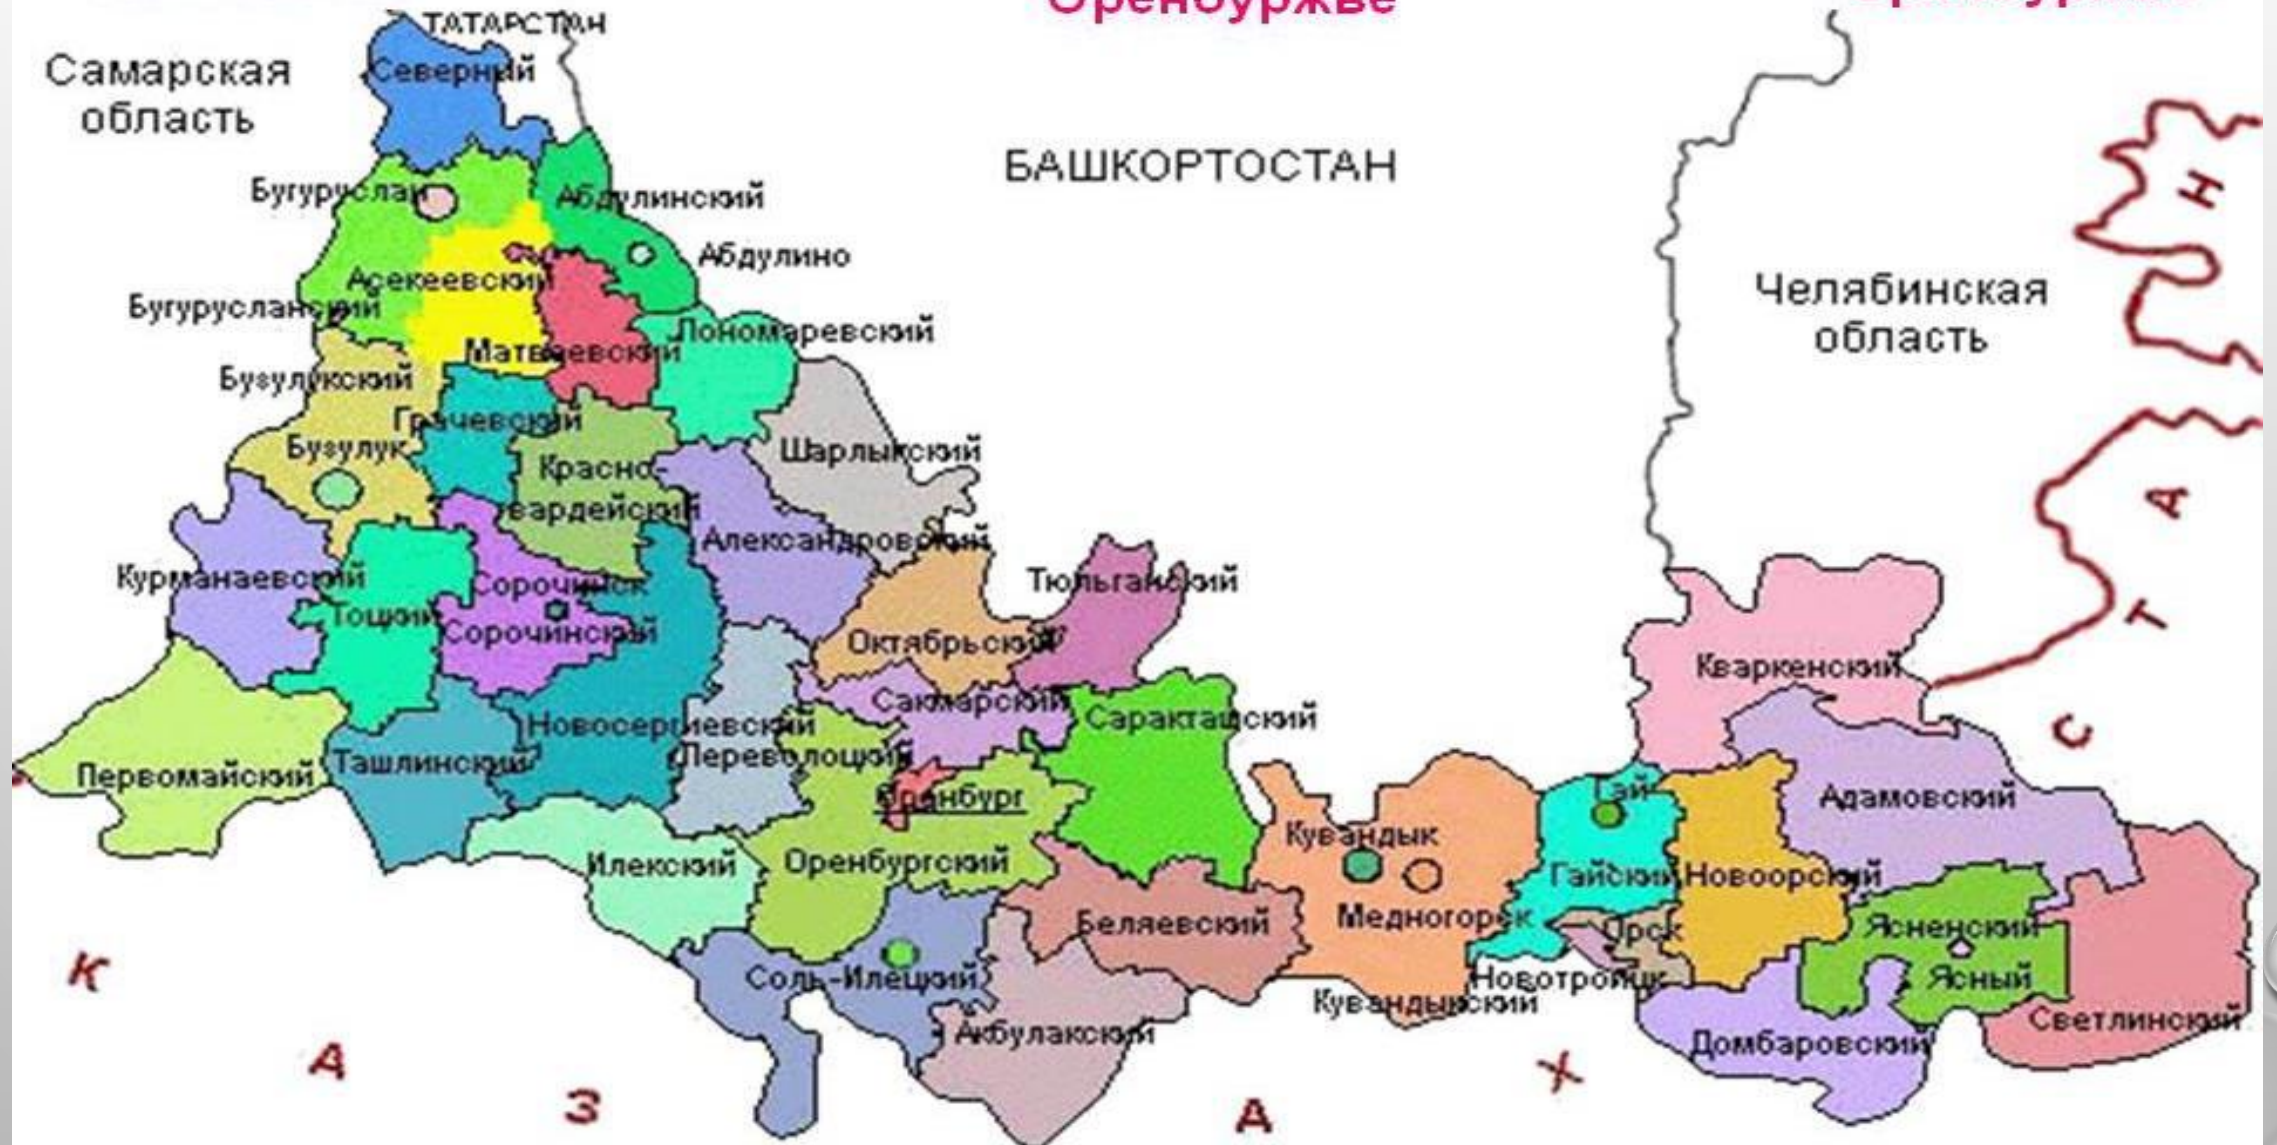 Оренбуржье
ТАТАРСТАН
Самарская
область
Северный
БАШКОРТОСТАН
Бугуруслан
Абдулинский
Абдулино
Асекеевский
Бугурусланский
Челябинская
область
Пономаревский
Матвеевский
Бузулукский
Грачевский
Бузулук
Шарлыкский
Красно-
гвардейский
Александровский
Курманаевский
Сорочинск
Тюльганский
Тоцкий
Сорочинский
Октябрьский
Кваркенский
Сакмарский
Саракташский
Новосергиевский
Переволоцкий
Первомайский
Ташлинский
Оренбург
Гай
Адамовский
Кувандык
Илекский
Оренбургский
Гайский
Новоорский
Медногорск
Беляевский
Орск
Ясненский
Соль-Илецкий
Новотроицк
Ясный
Кувандыкский
Акбулакский
Светлинский
Домбаровский
К А З А Х С Т А Н